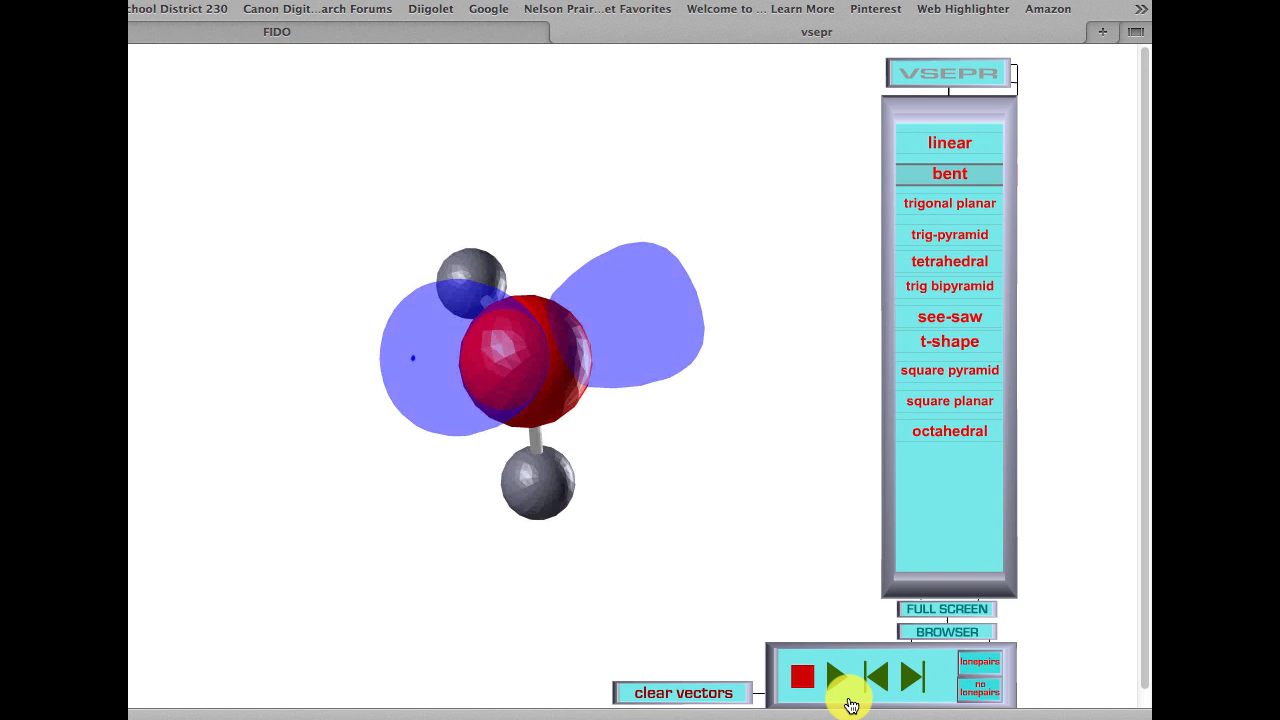 chool District 230 Canon Digit...arch Forums Diigolet Google Nelson Prair...et Favorites Welcome to ... Learn More Pinterest Web Highlighter Amazon
FIDO vsepr
VSEPR
linear
bent
trigonal planar
trig-pyramid
tetrahedral
trig bipyramid
see-saw
t-shape
square pyramid
square planar
octahedral
FULL SCREEN
BROWSER
lonepairs
no
lonepairs
clear vectors